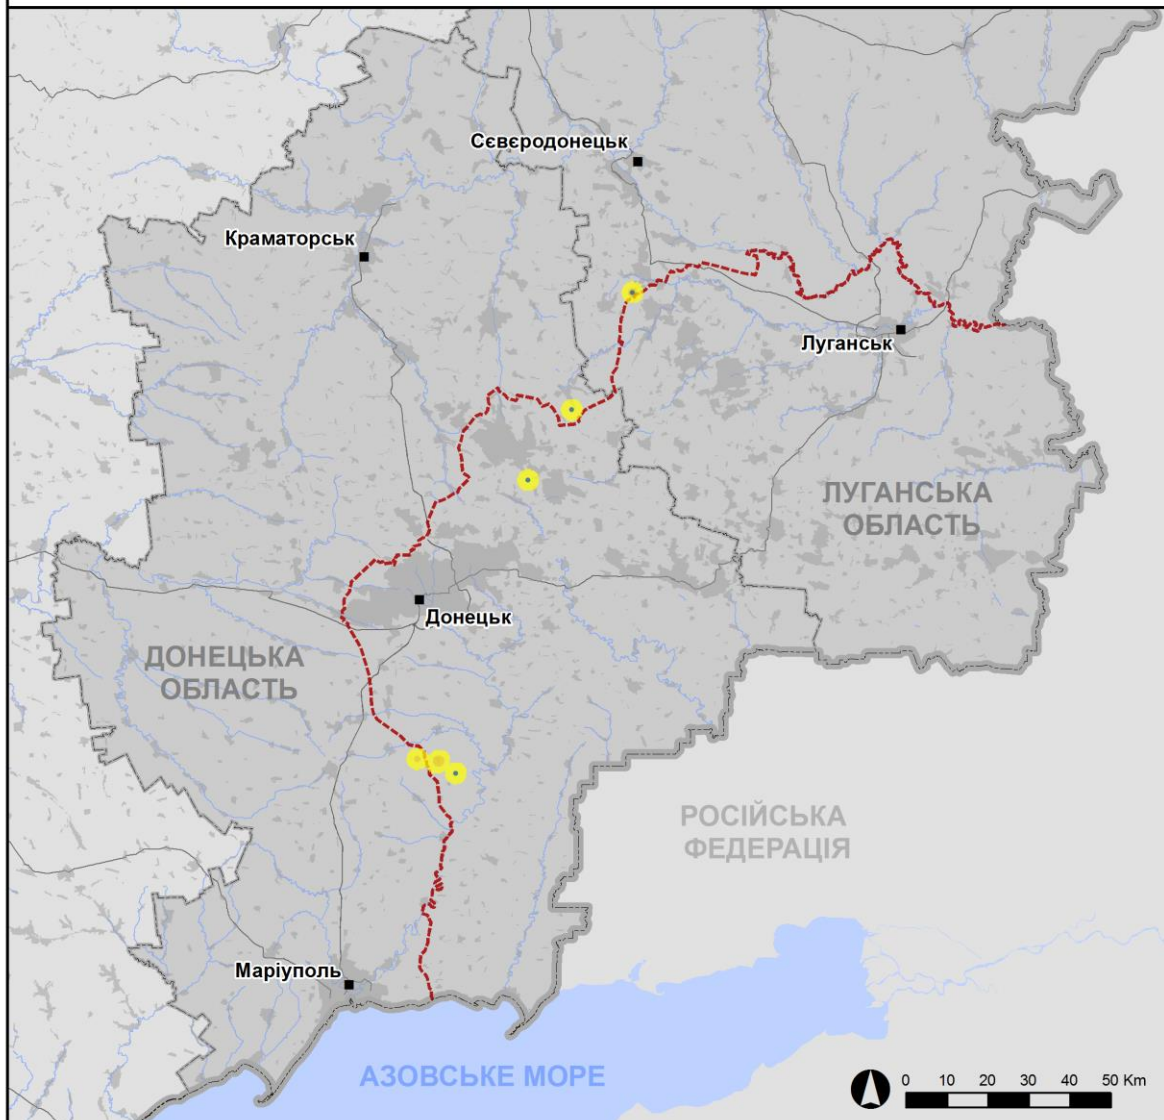 Сєвєродонецьк
Краматорськ
Луганськ
ЛУГАНСЬКА
ОБЛАСТЬ
Донецьк
ДОНЕЦЬКА
ОБЛАСТЬ
РОСІЙСЬКА
ФЕДЕРАЦІЯ
Маріуполь
АЗОВСЬКЕ МОРЕ
0 10 20 30 40 50 Km